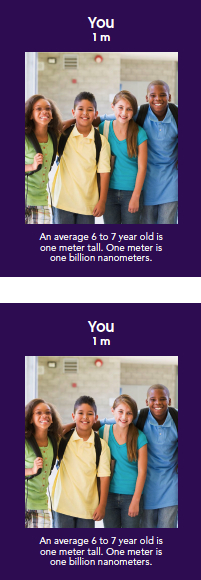 You
1 m
An average 6 to 7 year old is
one meter tall. One meter is
one billion nanometers.
You
1 m
An average 6 to 7 year old is
one meter tall. One meter is
one billion nanometers.